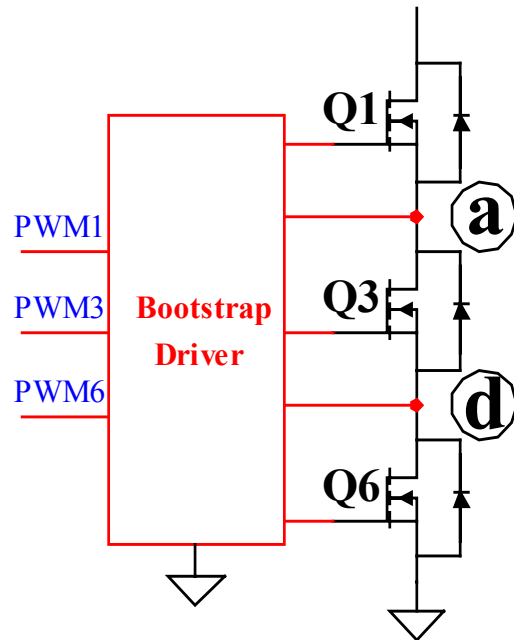 Q1
a
PWM1
PWM3
Q3
Bootstrap
Driver
PWM6
d
Q6